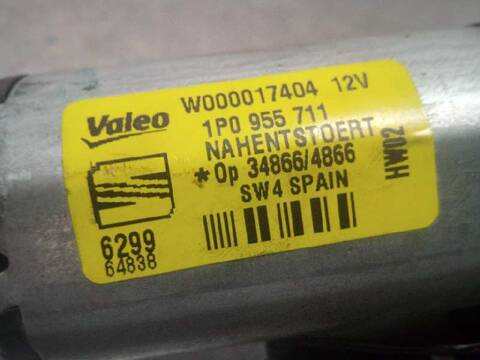 Valeo W000017404 12V
1P0 955 711
NAHENTSTOERT
*Op 34866/4866
SW4 SPAIN
HW02
6299
64838